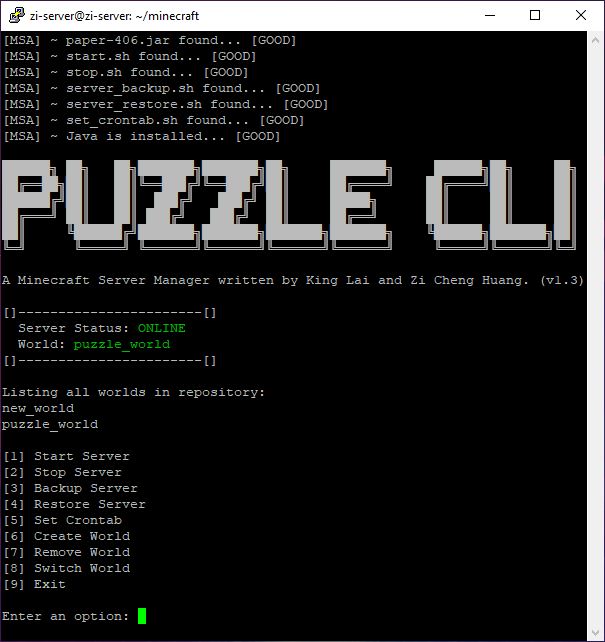 zi-server@zi-server: ~/minecraft
[MSA] ~ paper-406.jar found... [GOOD]
[MSA] ~ start.sh found... [GOOD]
[MSA] ~ stop.sh found... [GOOD]
[MSA] ~ server_backup.sh found... [GOOD]
[MSA] ~ server_restore.sh found... [GOOD]
[MSA] ~ set_crontab.sh found... [GOOD]
[MSA] ~ Java is installed... [GOOD]
PUZZLE CLI
A Minecraft Server Manager written by King Lai and Zi Cheng Huang. (v1.3)
[]-----------------------[]
Server Status: ONLINE
World: puzzle_world
[]-----------------------[]
Listing all worlds in repository:
new_world
puzzle_world
[1] Start Server
[2] Stop Server
[3] Backup Server
[4] Restore Server
[5] Set Crontab
[6] Create World
[7] Remove World
[8] Switch World
[9] Exit
Enter an option: